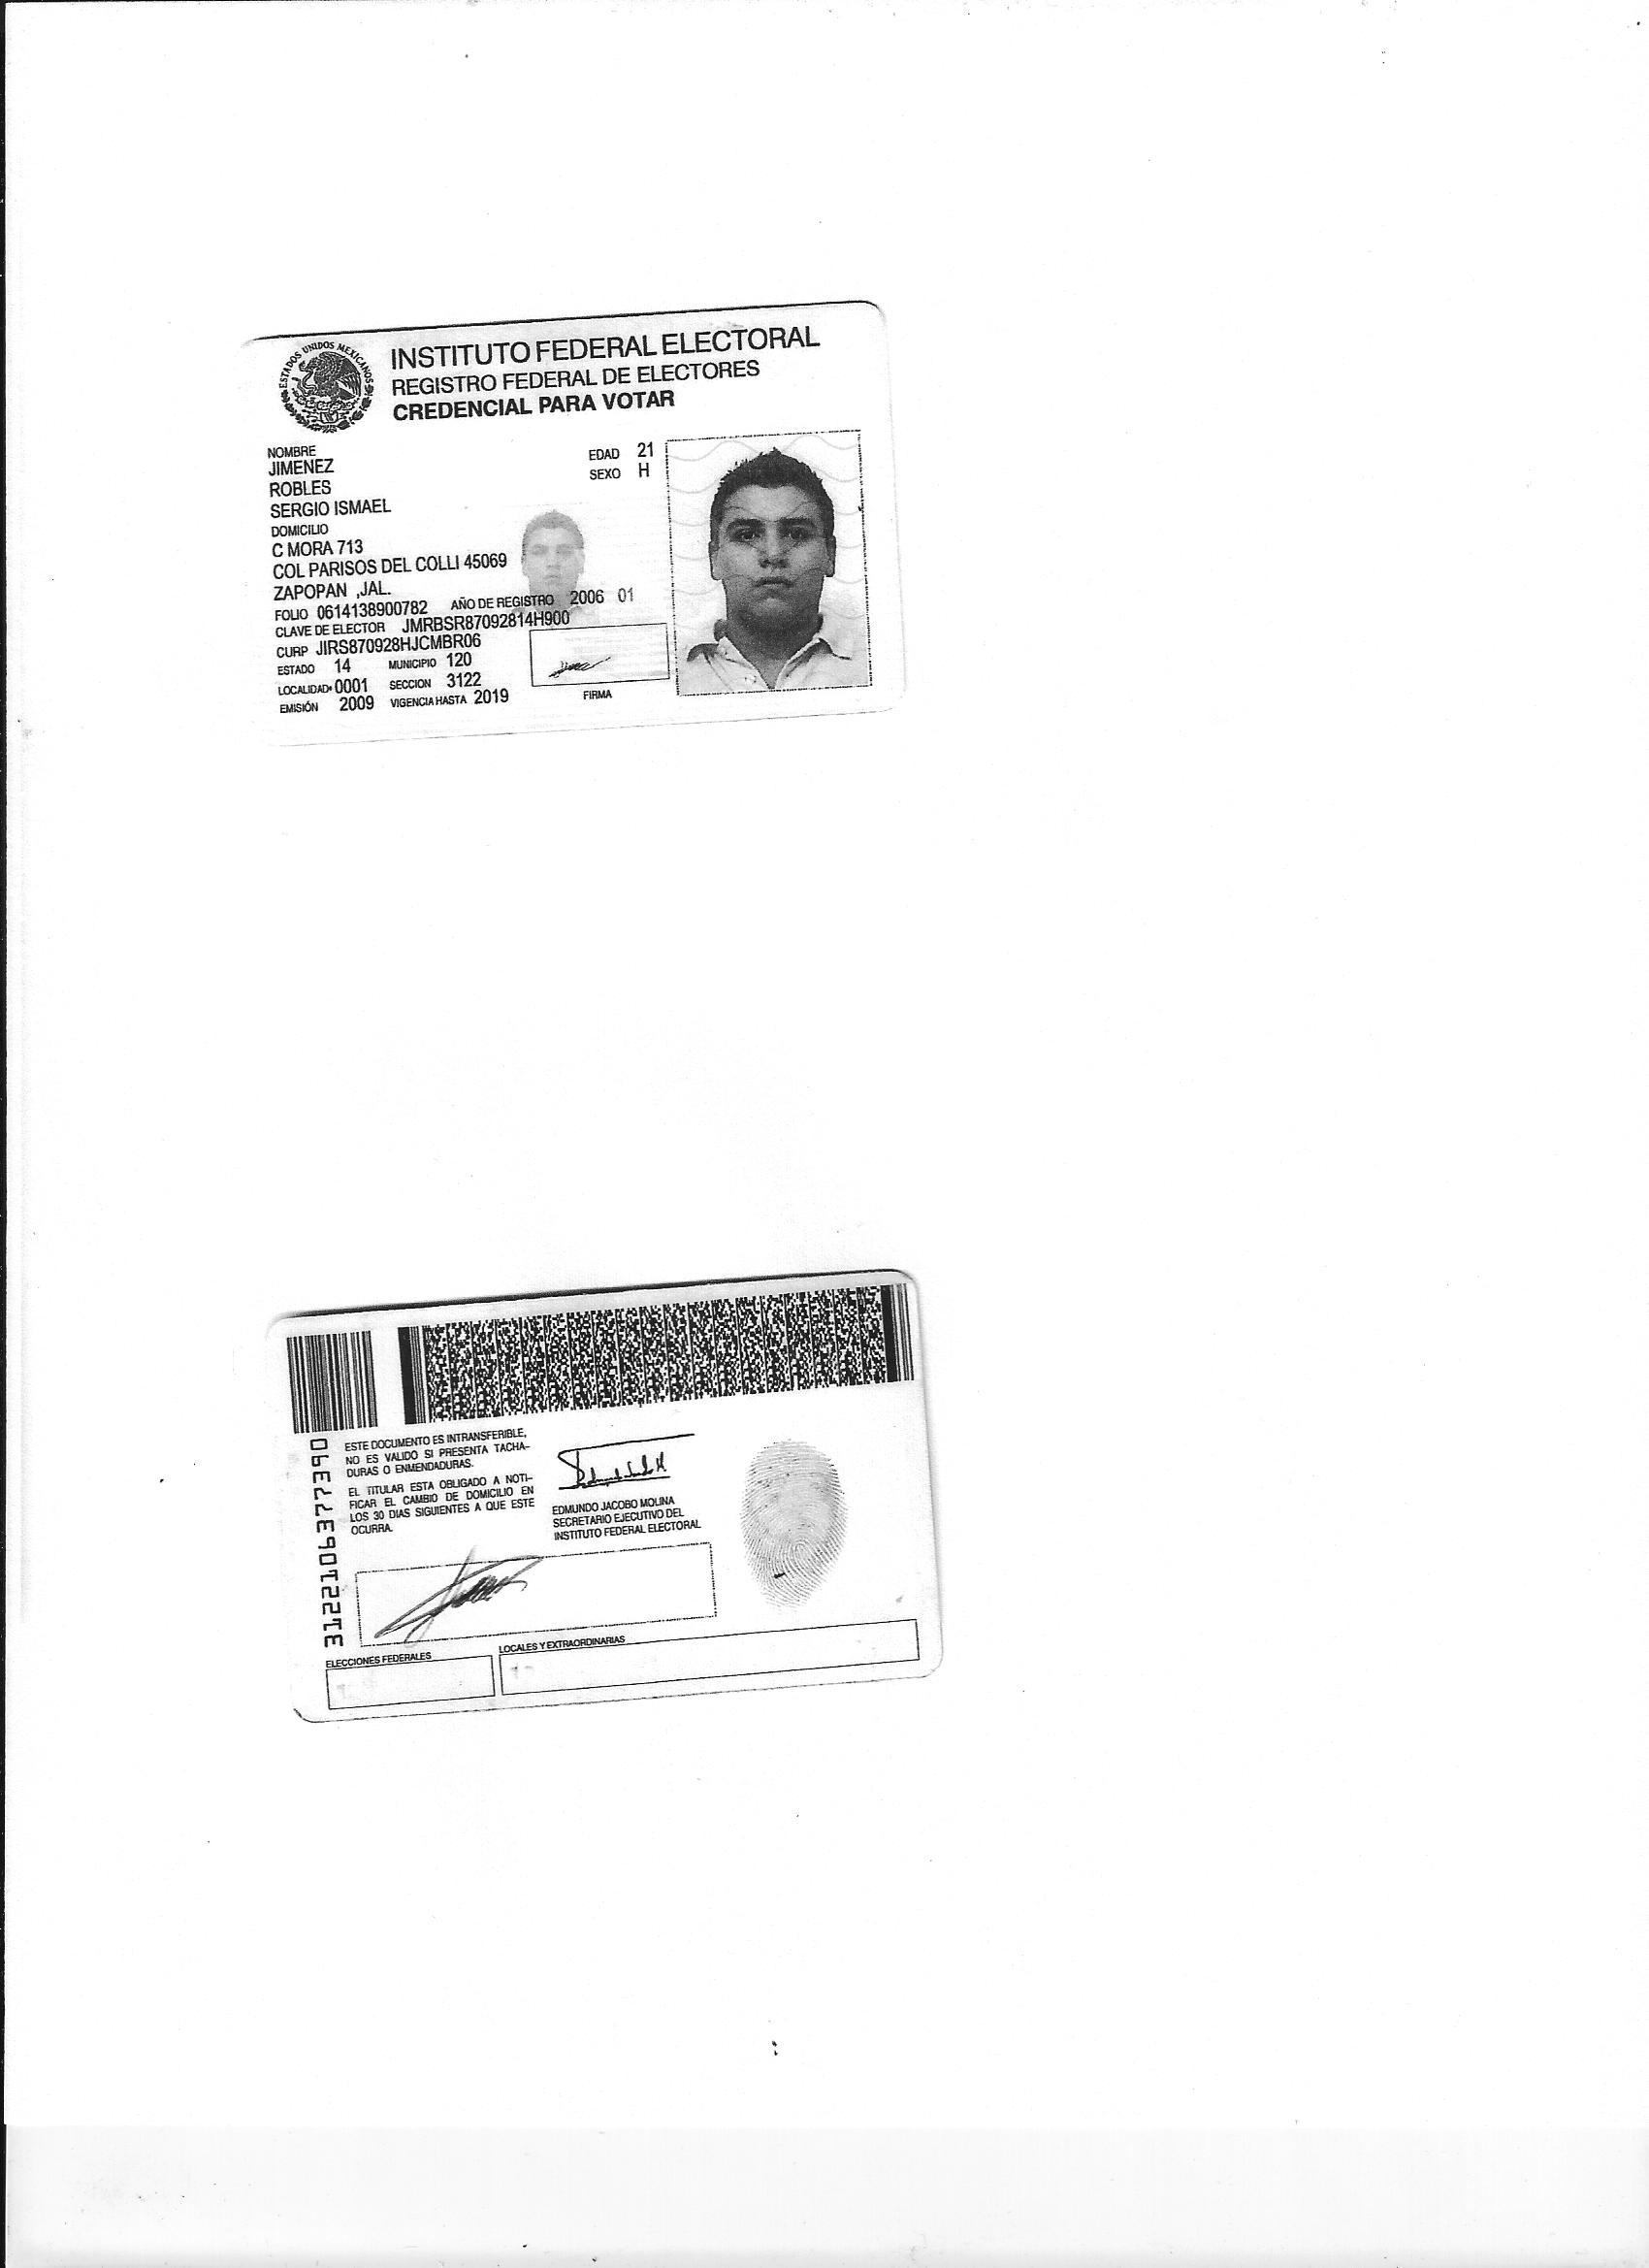 ESTADOS UNIDOS MEXICANOS
INSTITUTO FEDERAL ELECTORAL
REGISTRO FEDERAL DE ELECTORES
CREDENCIAL PARA VOTAR
NOMBRE
JIMENEZ
ROBLES
SERGIO ISMAEL
EDAD 21
SEXO H
DOMICILIO
C MORA 713
COL PARISOS DEL COLLI 45069
ZAPOPAN ,JAL.
FOLIO 0614138900782 AÑO DE REGISTRO 2006 01
CLAVE DE ELECTOR JMRBSR87092814H900
CURP JIRS870928HJCMBR06
ESTADO 14 MUNICIPIO 120
LOCALIDAD 0001 SECCION 3122
EMISIÓN 2009 VIGENCIA HASTA 2019
FIRMA
3122106377390
ESTE DOCUMENTO ES INTRANSFERIBLE,
NO ES VALIDO SI PRESENTA TACHA-
DURAS O ENMENDADURAS.
EL TITULAR ESTA OBLIGADO A NOTI-
FICAR EL CAMBIO DE DOMICILIO EN
LOS 30 DIAS SIGUIENTES A QUE ESTE
OCURRA.
EDMUNDO JACOBO MOLINA
SECRETARIO EJECUTIVO DEL
INSTITUTO FEDERAL ELECTORAL
ELECCIONES FEDERALES
LOCALES Y EXTRAORDINARIAS